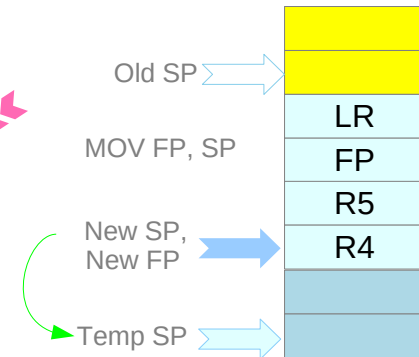 Old SP
LR
MOV FP, SP
FP
R5
New SP,
New FP
R4
Temp SP